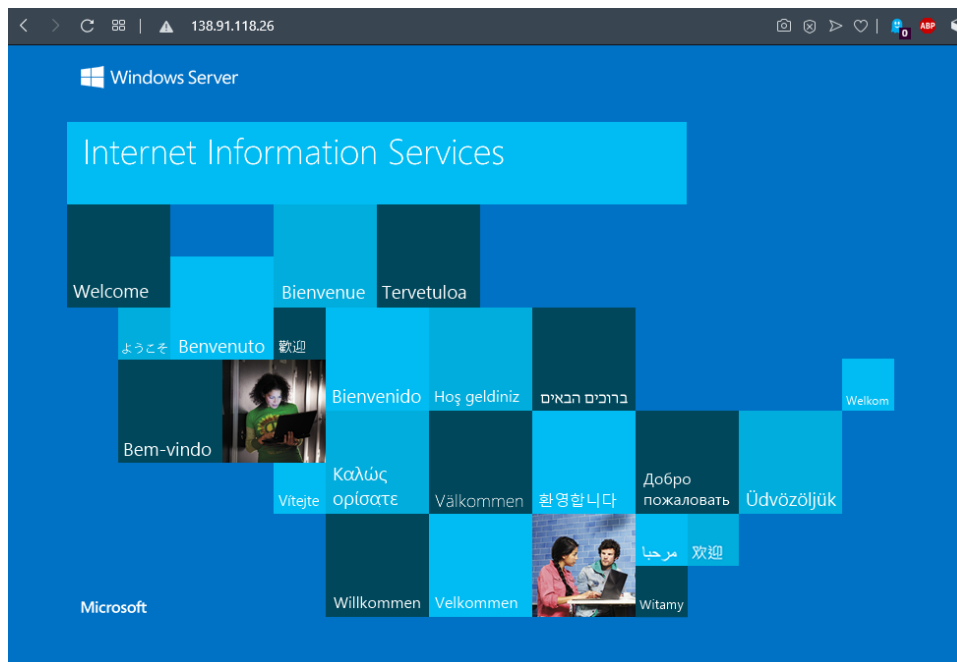 138.91.118.26
0
ABP
Windows Server
Internet Information Services
Welcome
Bienvenue
Tervetuloa
ようこそ
Benvenuto
歡迎
Bienvenido
Hoş geldiniz
ברוכים הבאים
Welkom
Bem-vindo
Vítejte
Καλώς
ορίσατε
Välkommen
환영합니다
Добро
пожаловать
Üdvözöljük
مرحبا
欢迎
Willkommen
Velkommen
Witamy
Microsoft